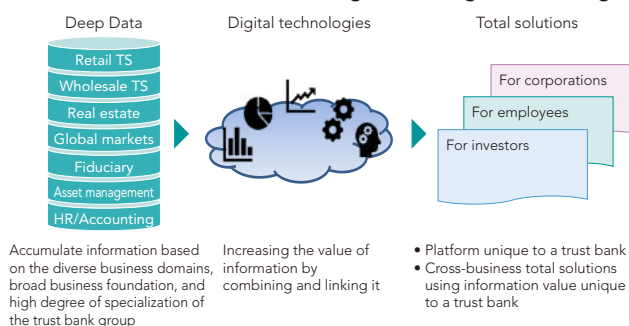 Deep Data
Digital technologies
Total solutions
Retail TS
Wholesale TS
Real estate
Global markets
Fiduciary
Asset management
HR/Accounting
For corporations
For employees
For investors
Accumulate information based
on the diverse business domains,
broad business foundation, and
high degree of specialization of
the trust bank group
Increasing the value of
information by
combining and linking it
• Platform unique to a trust bank
• Cross-business total solutions
using information value unique
to a trust bank